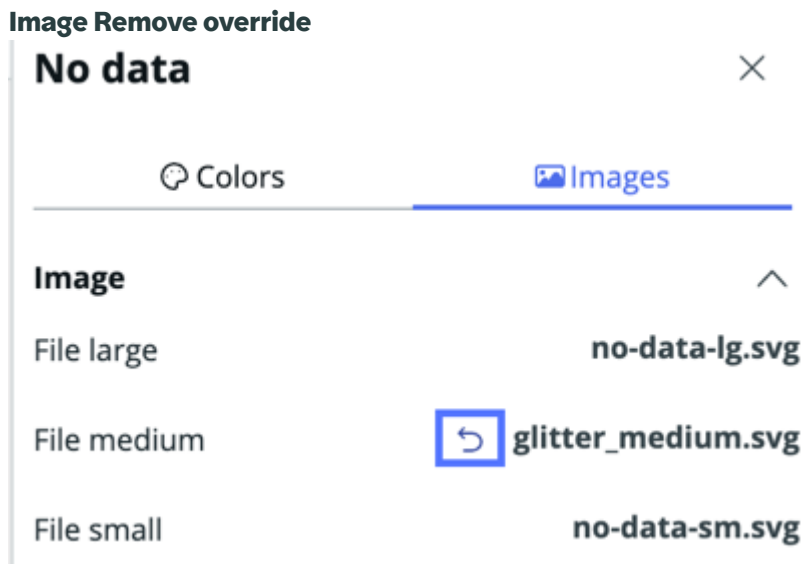 Image Remove override
No data
Colors
Images
Image
File large
no-data-lg.svg
File medium
glitter_medium.svg
File small
no-data-sm.svg